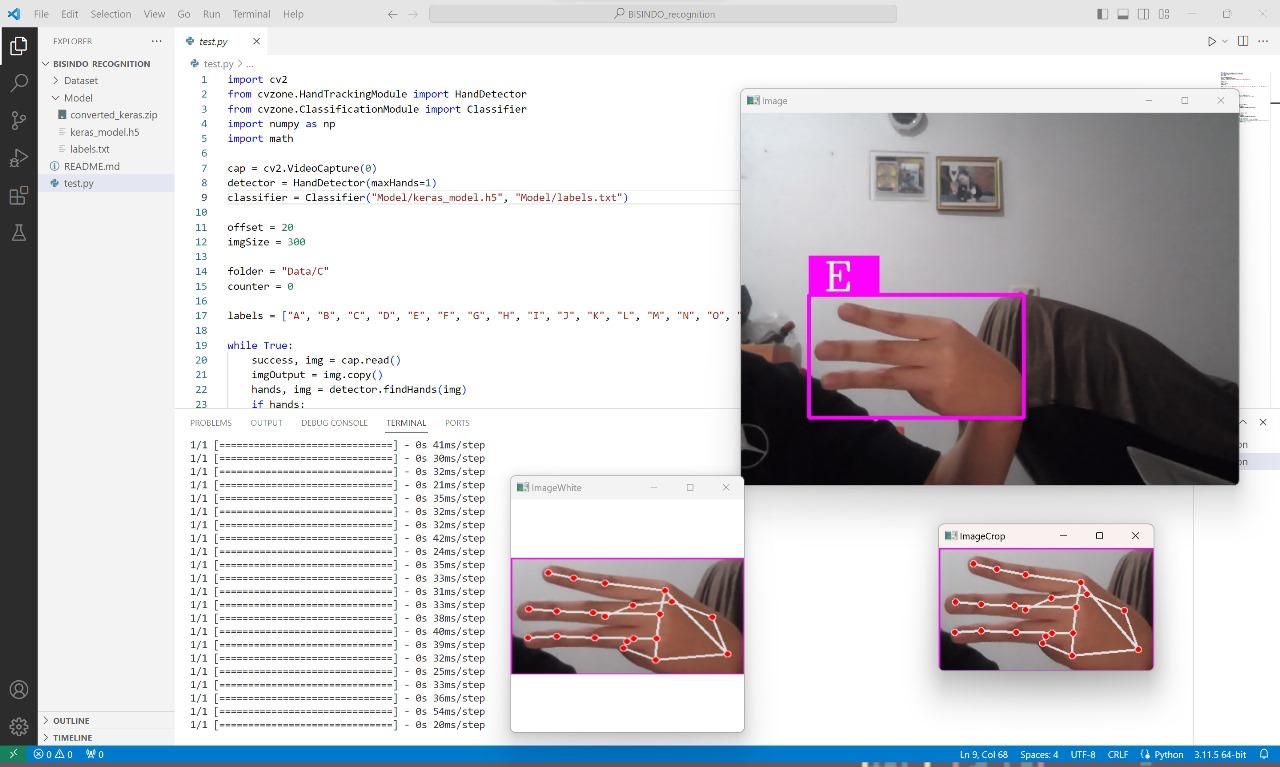 File Edit Selection View Go Run Terminal Help
BISINDO_recognition
EXPLORER
BISINDO RECOGNITION
Dataset
Model
converted_keras.zip
keras_model.h5
labels.txt
README.md
test.py
OUTLINE
TIMELINE
test.py
test.py > ...
1 import cv2
2 from cvzone.HandTrackingModule import HandDetector
3 from cvzone.ClassificationModule import Classifier
4 import numpy as np
5 import math
6
7 cap = cv2.VideoCapture(0)
8 detector = HandDetector(maxHands=1)
9 classifier = Classifier("Model/keras_model.h5", "Model/labels.txt")
10
11 offset = 20
12 imgSize = 300
13
14 folder = "Data/C"
15 counter = 0
16
17 labels = ["A", "B", "C", "D", "E", "F", "G", "H", "I", "J", "K", "L", "M", "N", "O", "
18
19 while True:
20 success, img = cap.read()
21 imgOutput = img.copy()
22 hands, img = detector.findHands(img)
23 if hands:
PROBLEMS OUTPUT DEBUG CONSOLE TERMINAL PORTS
1/1 [==============================] - 0s 41ms/step
1/1 [==============================] - 0s 30ms/step
1/1 [==============================] - 0s 32ms/step
1/1 [==============================] - 0s 21ms/step
1/1 [==============================] - 0s 35ms/step
1/1 [==============================] - 0s 32ms/step
1/1 [==============================] - 0s 32ms/step
1/1 [==============================] - 0s 42ms/step
1/1 [==============================] - 0s 24ms/step
1/1 [==============================] - 0s 35ms/step
1/1 [==============================] - 0s 33ms/step
1/1 [==============================] - 0s 31ms/step
1/1 [==============================] - 0s 33ms/step
1/1 [==============================] - 0s 38ms/step
1/1 [==============================] - 0s 40ms/step
1/1 [==============================] - 0s 39ms/step
1/1 [==============================] - 0s 32ms/step
1/1 [==============================] - 0s 25ms/step
1/1 [==============================] - 0s 33ms/step
1/1 [==============================] - 0s 36ms/step
1/1 [==============================] - 0s 54ms/step
1/1 [==============================] - 0s 20ms/step
Image
E
ImageWhite
ImageCrop
on
on
0 0 0
Ln 9, Col 68 Spaces: 4 UTF-8 CRLF Python 3.11.5 64-bit